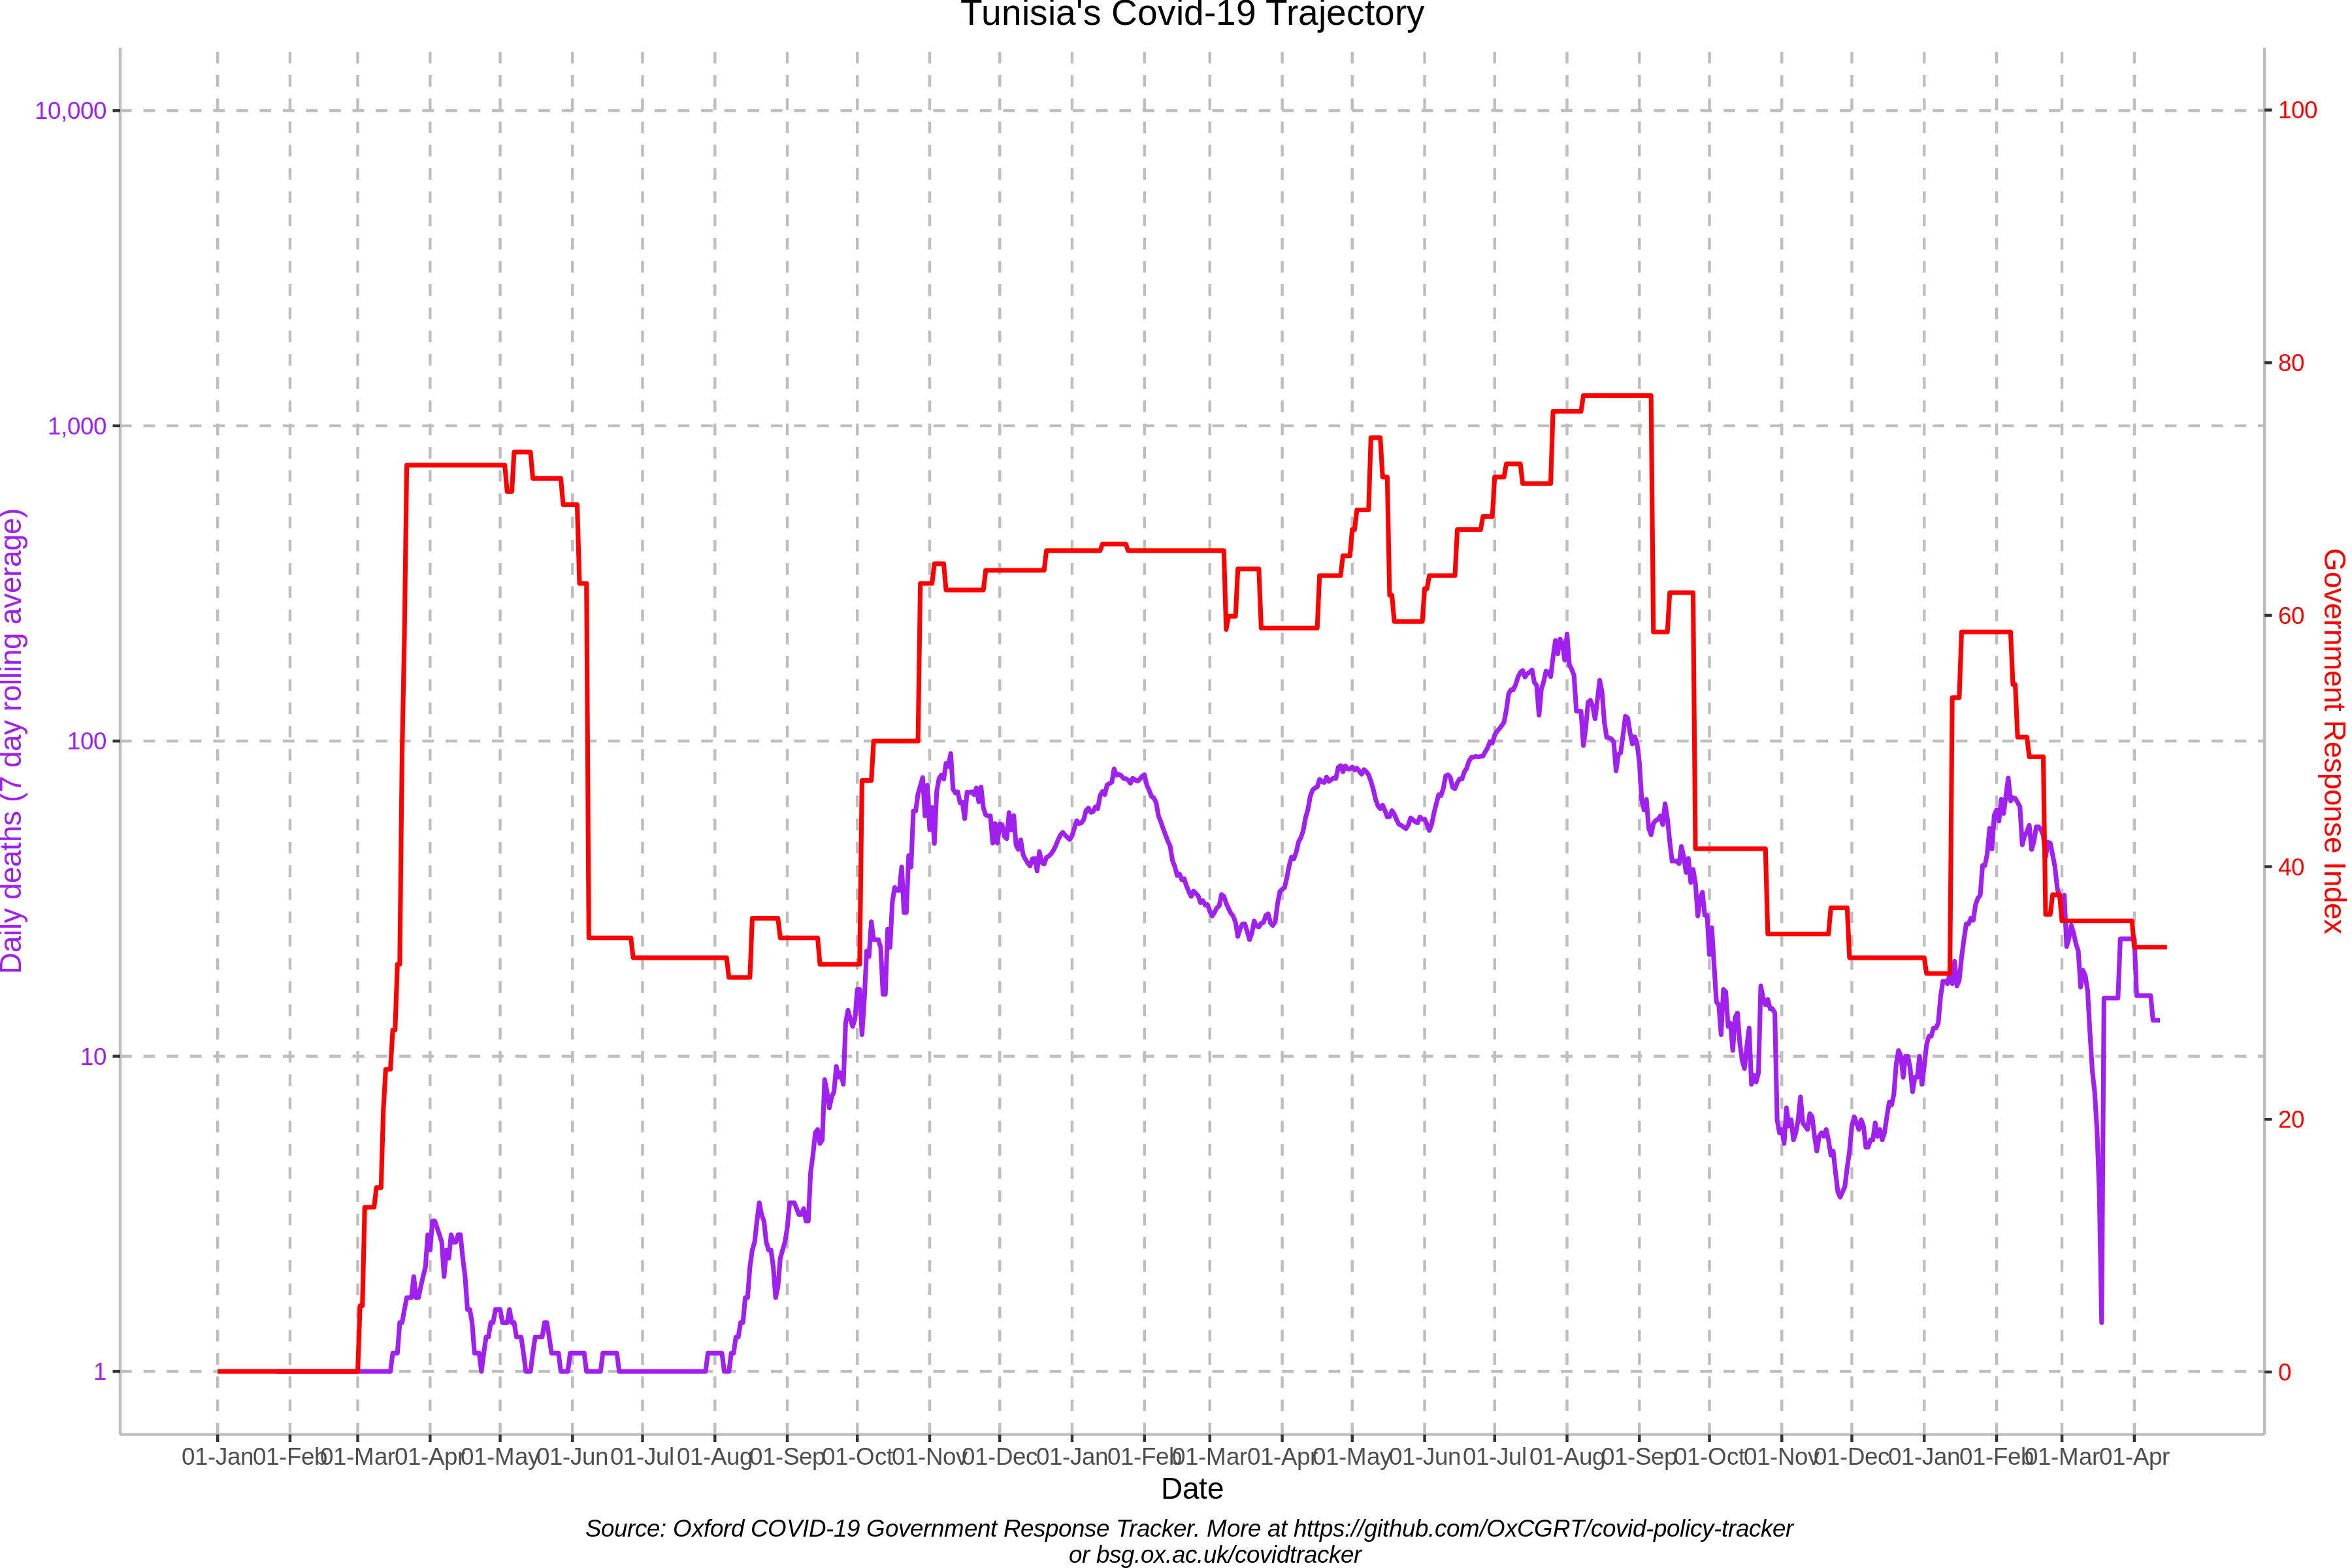 Tunisia's Covid-19 Trajectory
10,000
1,000
100
10
1
Daily deaths (7 day rolling average)
100
80
60
40
20
0
Government Response Index
01-Jan 01-Feb 01-Mar 01-Apr 01-May 01-Jun 01-Jul 01-Aug 01-Sep 01-Oct 01-Nov 01-Dec 01-Jan 01-Feb 01-Mar 01-Apr 01-May 01-Jun 01-Jul 01-Aug 01-Sep 01-Oct 01-Nov 01-Dec 01-Jan 01-Feb 01-Mar 01-Apr
Date
Source: Oxford COVID-19 Government Response Tracker. More at https://github.com/OxCGRT/covid-policy-tracker
or bsg.ox.ac.uk/covidtracker